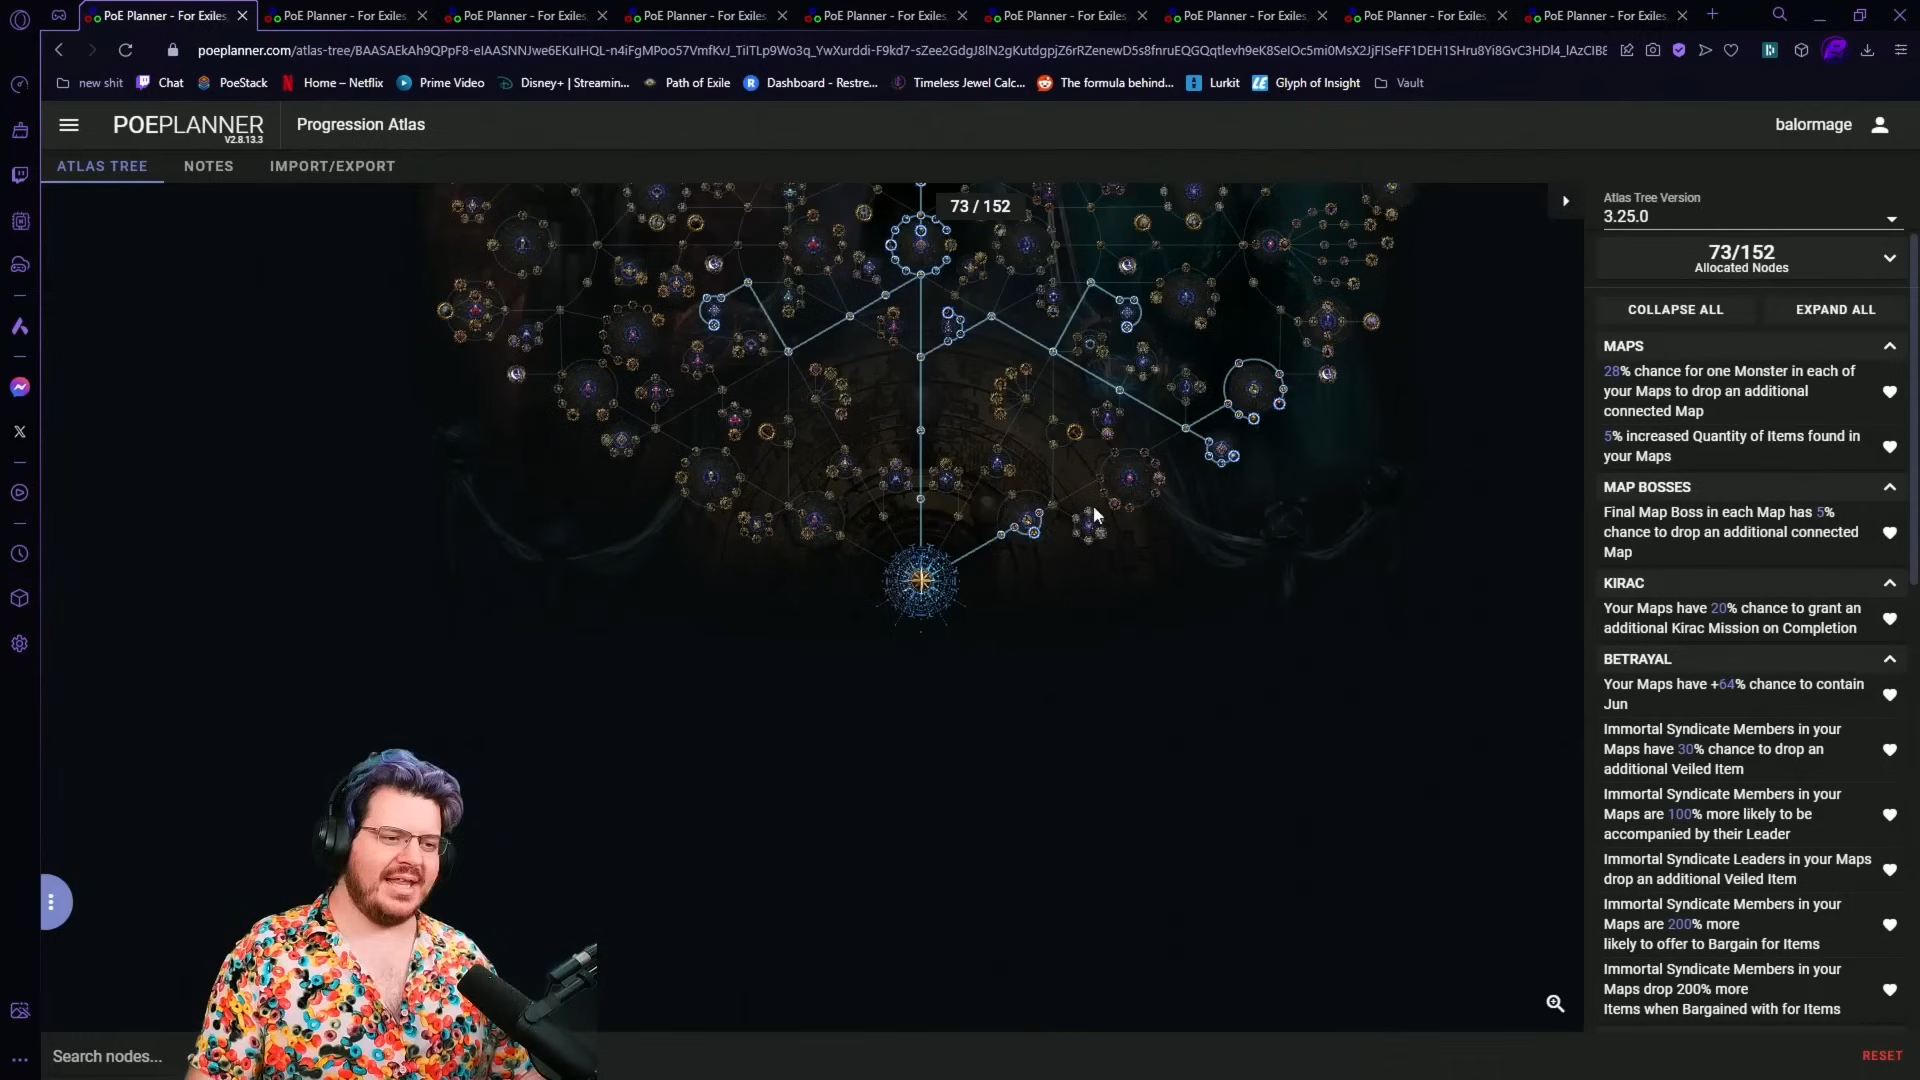 PoE Planner - For Exiles,
PoE Planner - For Exiles
PoE Planner - For Exiles,
PoE Planner - For Exiles,
PoE Planner - For Exiles,
PoE Planner - For Exiles
PoE Planner - For Exiles
PoE Planner - For Exiles
PoE Planner - For Exiles
new shit
Chat
PoeStack
Home – Netflix
Prime Video
Disney+ | Streamin...
Path of Exile
Dashboard - Restre...
Timeless Jewel Calc...
The formula behind...
Lurkit
Glyph of Insight
Vault
POEPLANNER
V2.8.13.3
Progression Atlas
balormage
ATLAS TREE
NOTES
IMPORT/EXPORT
73 / 152
Atlas Tree Version
3.25.0
73/152
Allocated Nodes
COLLAPSE ALL
EXPAND ALL
MAPS
28% chance for one Monster in each of
your Maps to drop an additional
connected Map
5% increased Quantity of Items found in
your Maps
MAP BOSSES
Final Map Boss in each Map has 5%
chance to drop an additional connected
Map
KIRAC
Your Maps have 20% chance to grant an
additional Kirac Mission on Completion
BETRAYAL
Your Maps have +64% chance to contain
Jun
Immortal Syndicate Members in your
Maps have 30% chance to drop an
additional Veiled Item
Immortal Syndicate Members in your
Maps are 100% more likely to be
accompanied by their Leader
Immortal Syndicate Leaders in your Maps
drop an additional Veiled Item
Immortal Syndicate Members in your
Maps are 200% more
likely to offer to Bargain for Items
Immortal Syndicate Members in your
Maps drop 200% more
Items when Bargained with for Items
Search nodes...
RESET